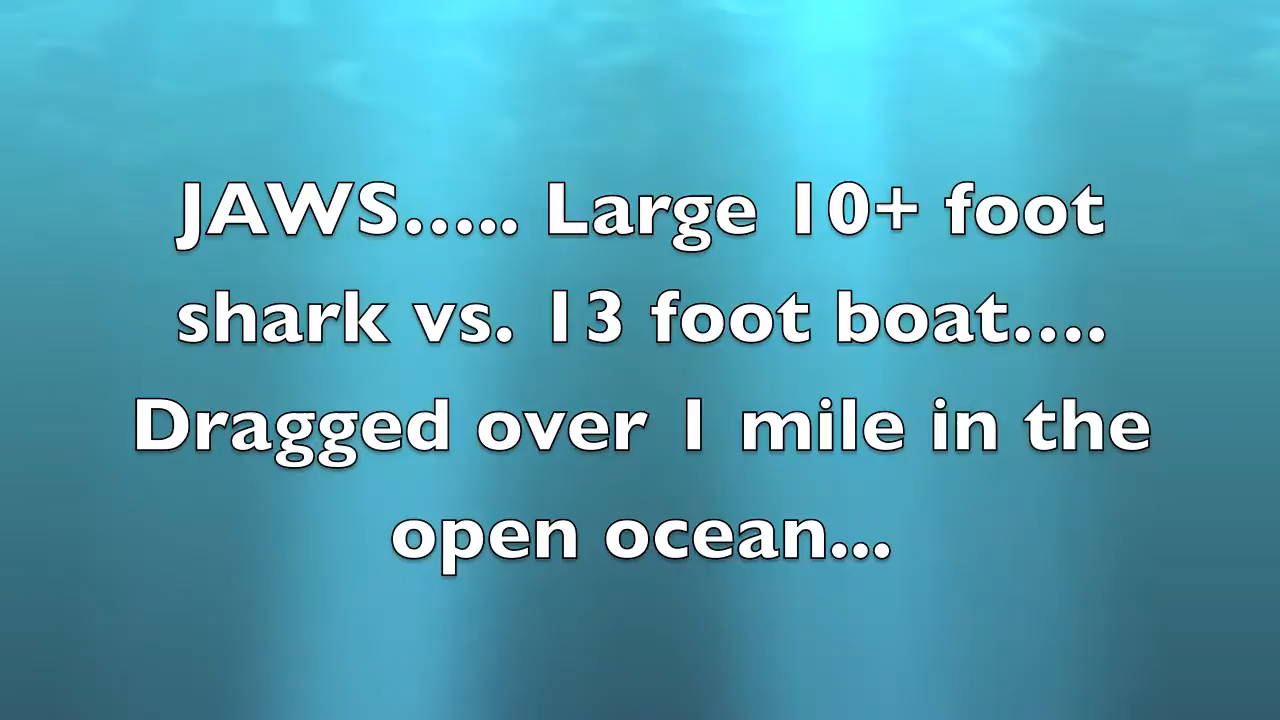 JAWS..... Large 10+ foot
shark vs. 13 foot boat....
Dragged over 1 mile in the
open ocean...